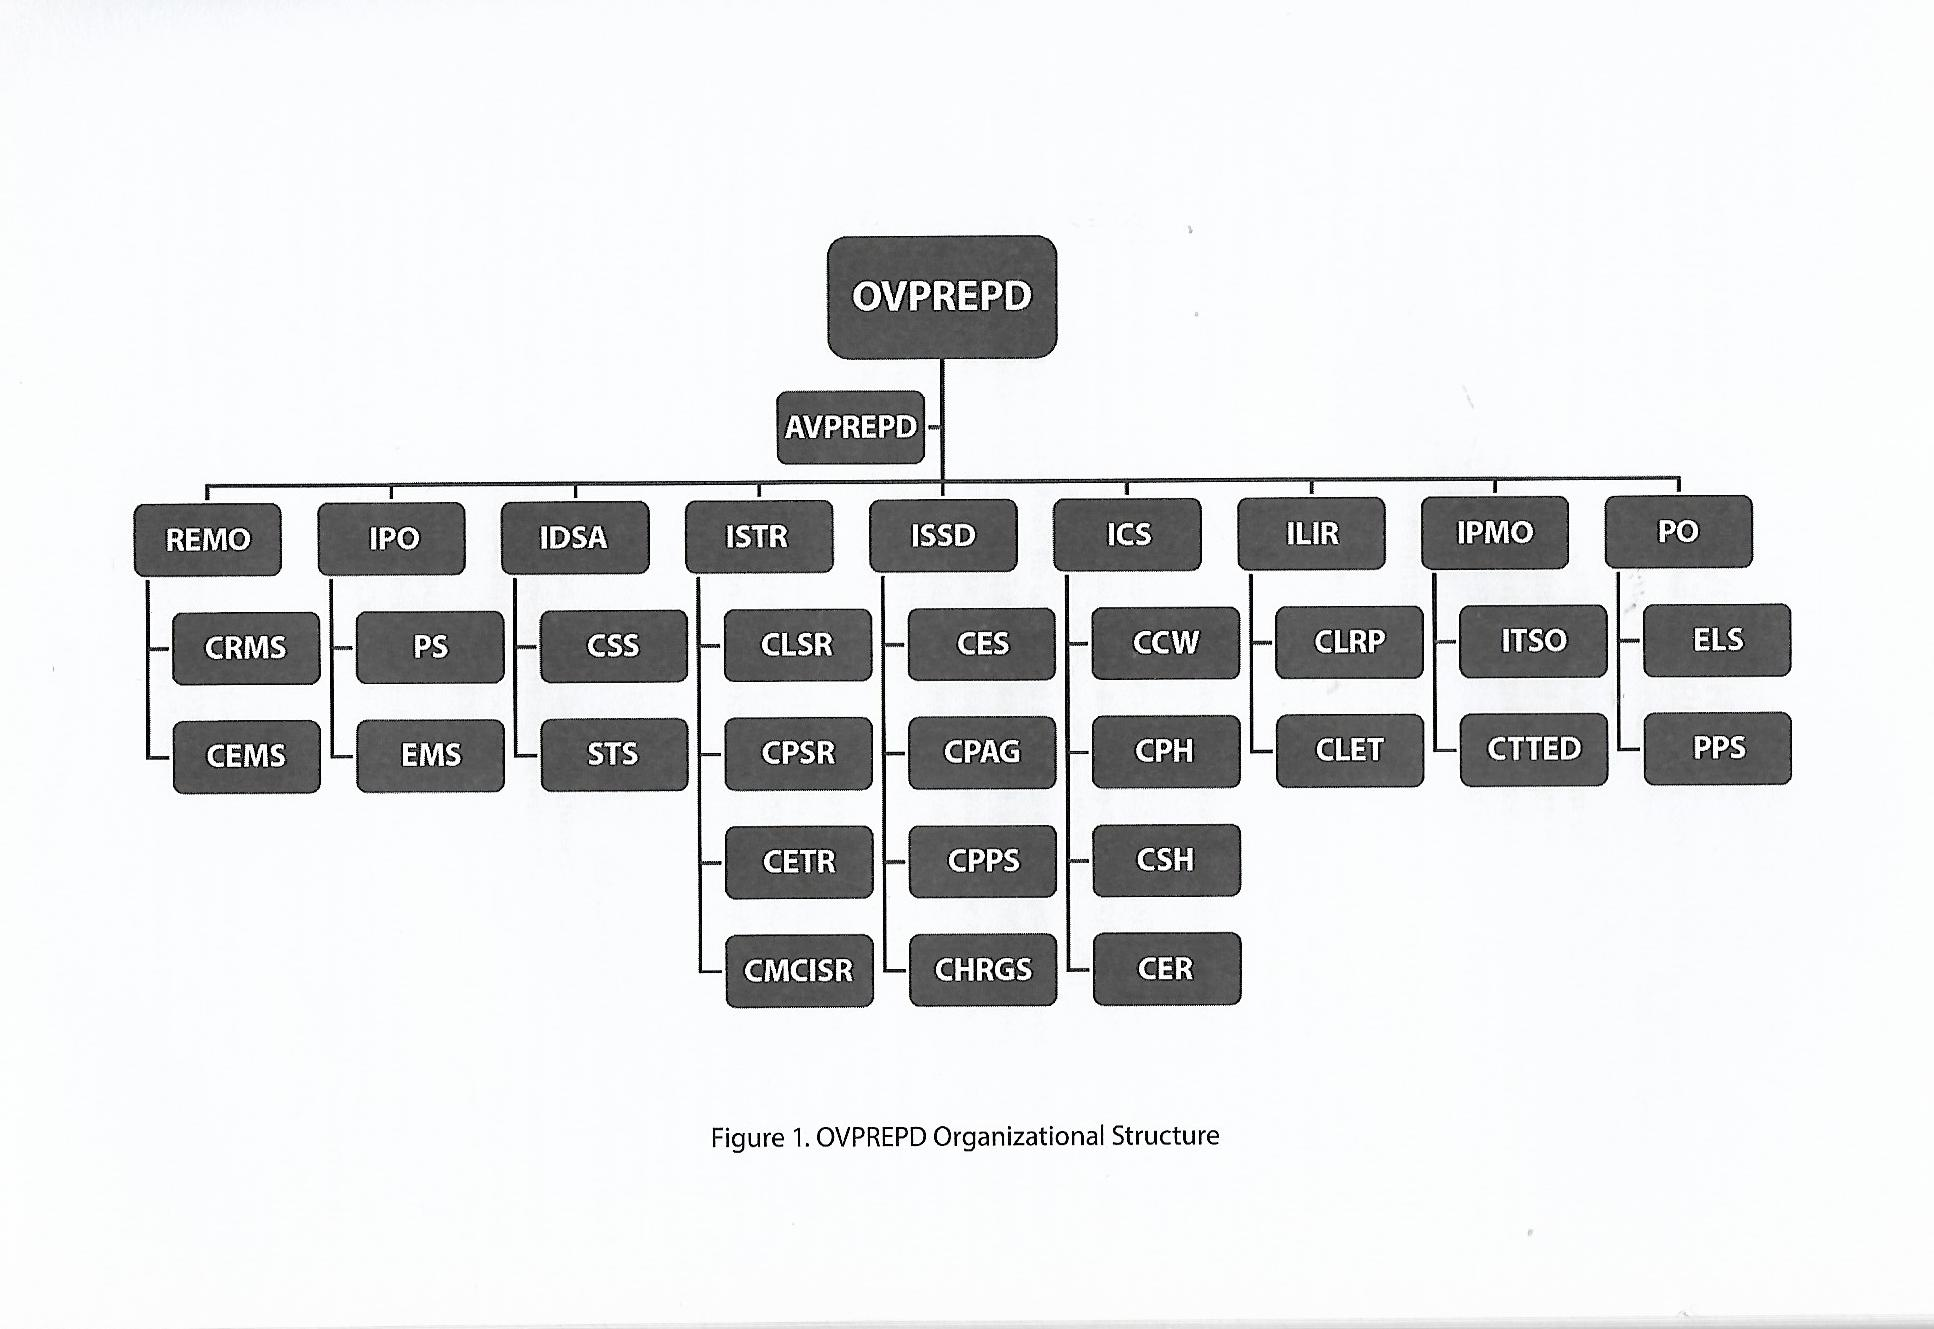 OVPREPD
AVPREPD
REMO IPO IDSA ISTR ISSD ICS ILIR IPMO PO
CRMS PS CSS CLSR CES CCW CLRP ITSO ELS
CEMS EMS STS CPSR CPAG CPH CLET CTTED PPS
CETR CPPS CSH
CMCISR CHRGS CER
Figure 1. OVPREPD Organizational Structure